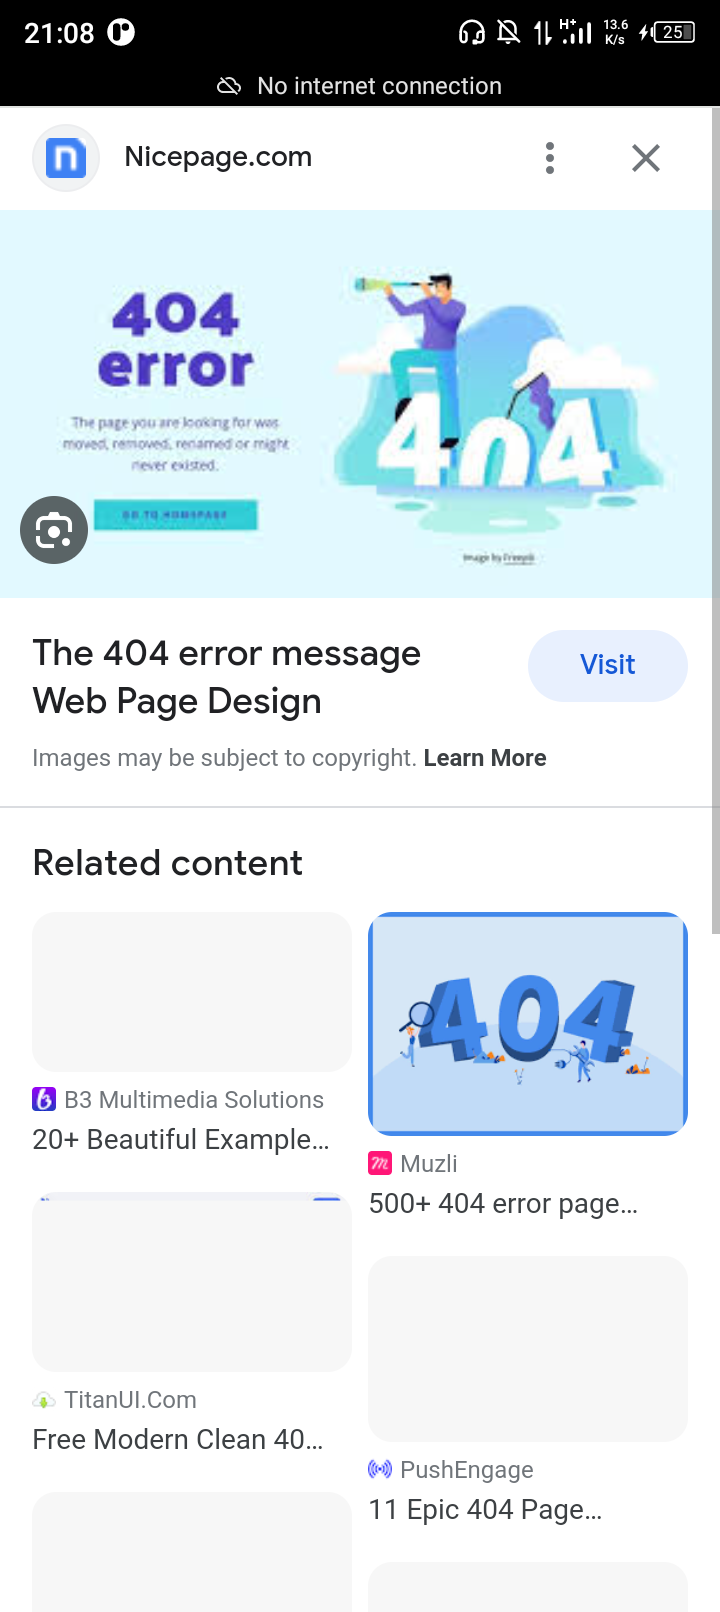 21:08
H+
13.6
K/s
25
No internet connection
Nicepage.com
404
error
The page you are looking for was
moved, removed, renamed or might
never existed.
GO TO HOMEPAGE
404
Image by Freepik
The 404 error message
Web Page Design
Visit
Images may be subject to copyright. Learn More
Related content
404
B3 Multimedia Solutions
20+ Beautiful Example...
Muzli
500+ 404 error page...
TitanUI.Com
Free Modern Clean 40...
PushEngage
11 Epic 404 Page...